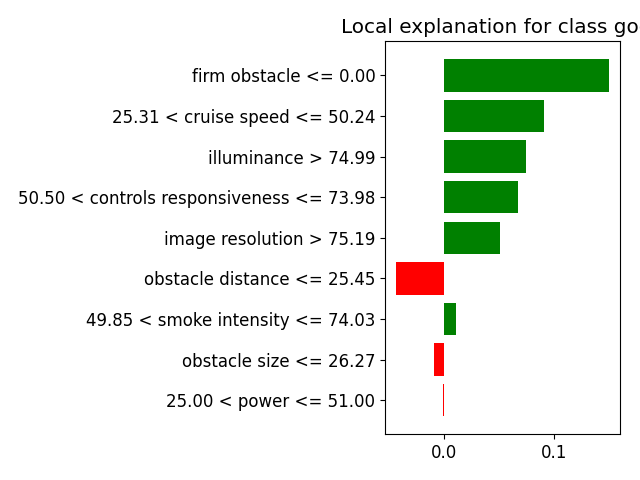 Local explanation for class go
firm obstacle <= 0.00
25.31 < cruise speed <= 50.24
illuminance > 74.99
50.50 < controls responsiveness <= 73.98
image resolution > 75.19
obstacle distance <= 25.45
49.85 < smoke intensity <= 74.03
obstacle size <= 26.27
25.00 < power <= 51.00
0.0 0.1